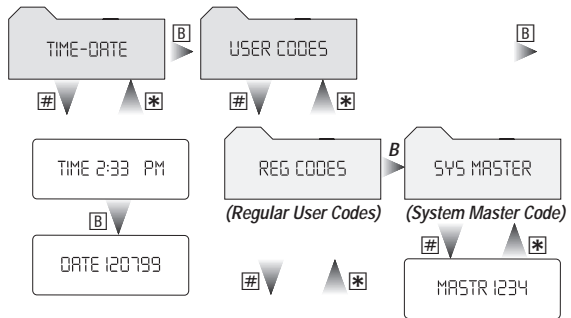 B
B
TIME-DATE
USER CODES
#
*
#
*
TIME 2:33 PM
REG CODES
B
SYS MASTER
B
(Regular User Codes)
(System Master Code)
#
*
DATE 120799
#
*
MASTR 1234